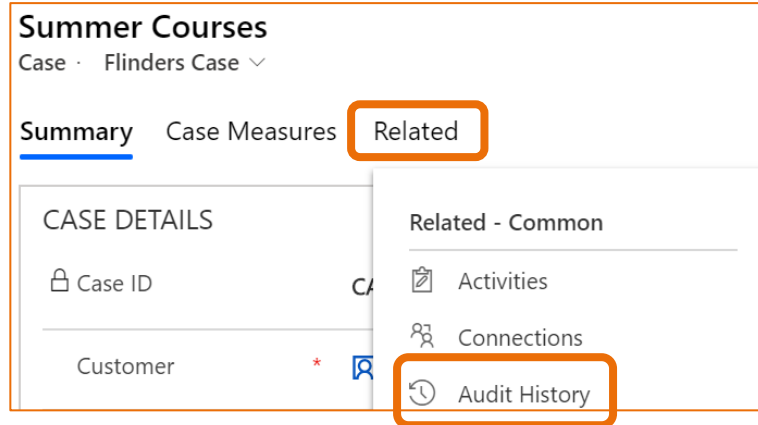 Summer Courses
Case · Flinders Case
Summary Case Measures Related
CASE DETAILS
Related - Common
Case ID
Activities
Connections
Customer *
Audit History